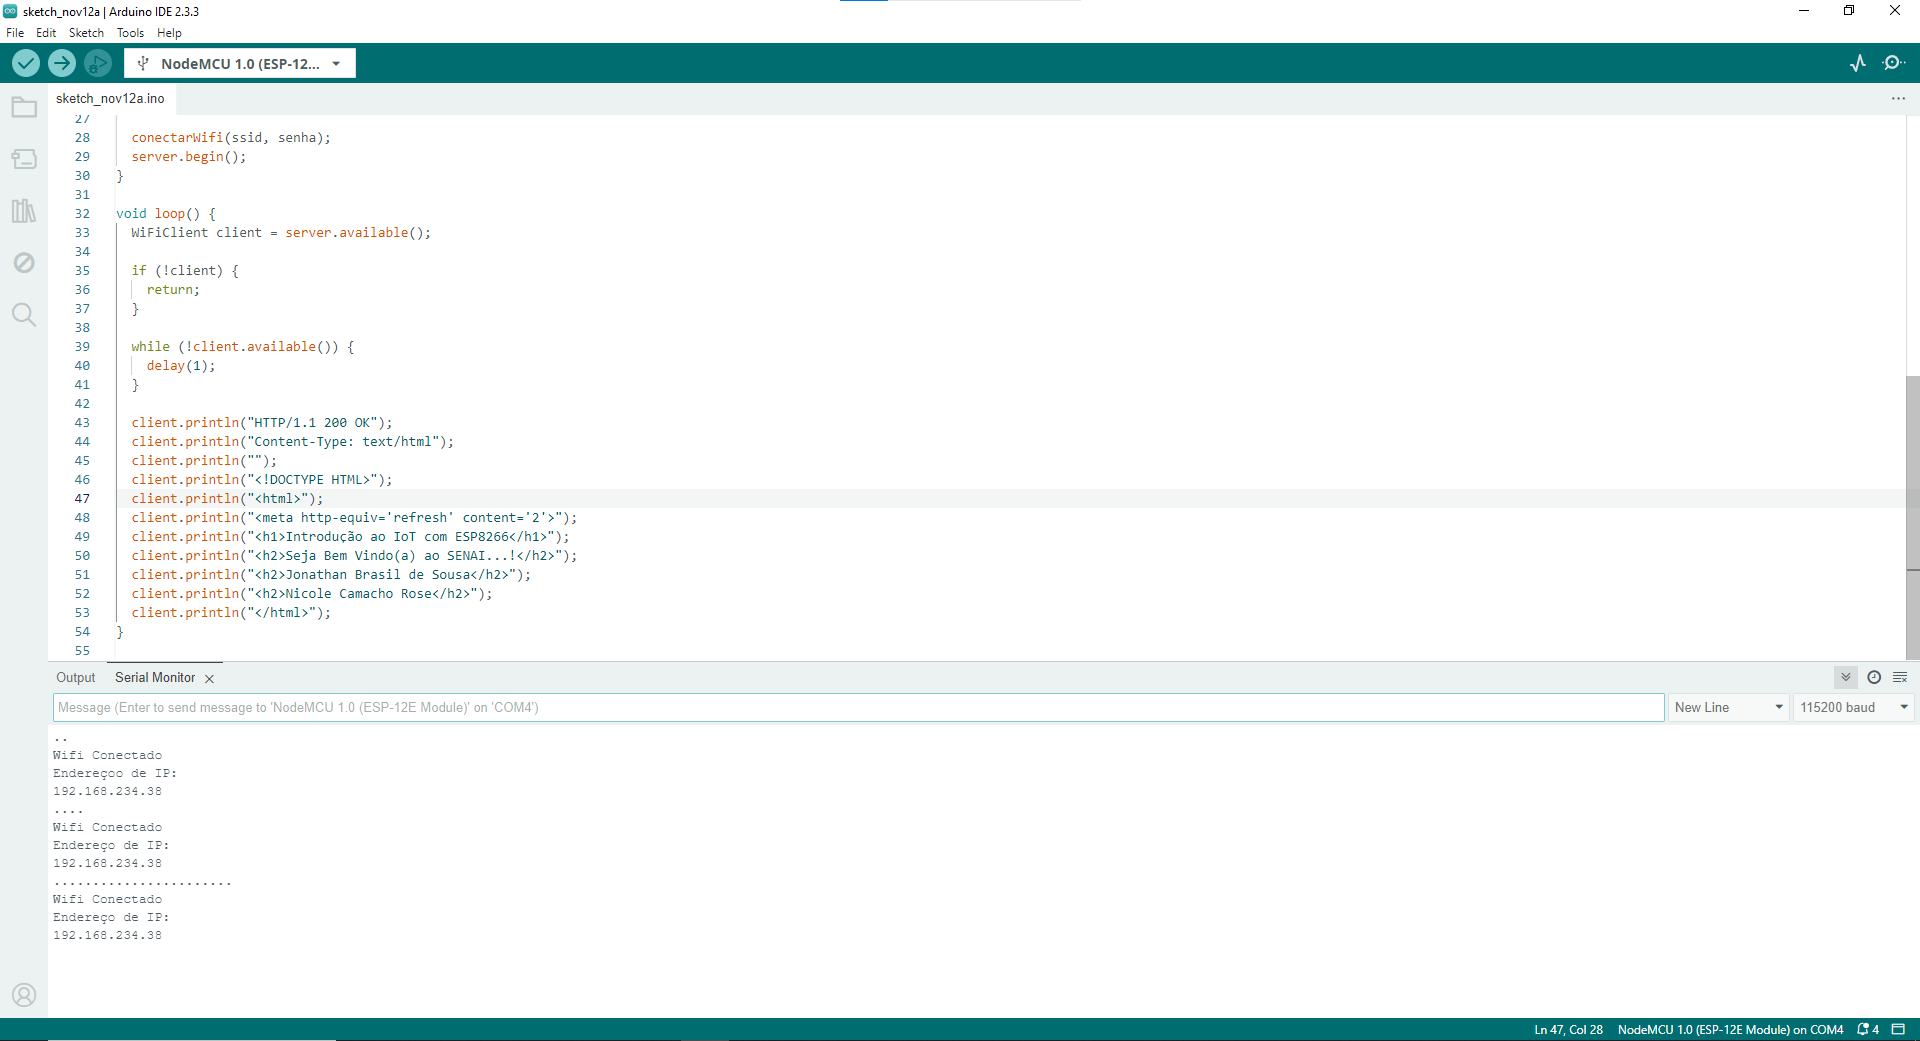 sketch_nov12a | Arduino IDE 2.3.3
File Edit Sketch Tools Help
NodeMCU 1.0 (ESP-12...
sketch_nov12a.ino
27
28 conectarWifi(ssid, senha);
29 server.begin();
30 }
31
32 void loop() {
33 WiFiClient client = server.available();
34
35 if (!client) {
36 return;
37 }
38
39 while (!client.available()) {
40 delay(1);
41 }
42
43 client.println("HTTP/1.1 200 OK");
44 client.println("Content-Type: text/html");
45 client.println("");
46 client.println("<!DOCTYPE HTML>");
47 client.println("<html>");
48 client.println("<meta http-equiv='refresh' content='2'>");
49 client.println("<h1>Introdução ao IoT com ESP8266</h1>");
50 client.println("<h2>Seja Bem Vindo(a) ao SENAI...!</h2>");
51 client.println("<h2>Jonathan Brasil de Sousa</h2>");
52 client.println("<h2>Nicole Camacho Rose</h2>");
53 client.println("</html>");
54 }
55
Output Serial Monitor
Message (Enter to send message to 'NodeMCU 1.0 (ESP-12E Module)' on 'COM4') New Line 115200 baud
..
Wifi Conectado
Endereçoo de IP:
192.168.234.38
....
Wifi Conectado
Endereço de IP:
192.168.234.38
.......................
Wifi Conectado
Endereço de IP:
192.168.234.38
Ln 47, Col 28 NodeMCU 1.0 (ESP-12E Module) on COM4 4